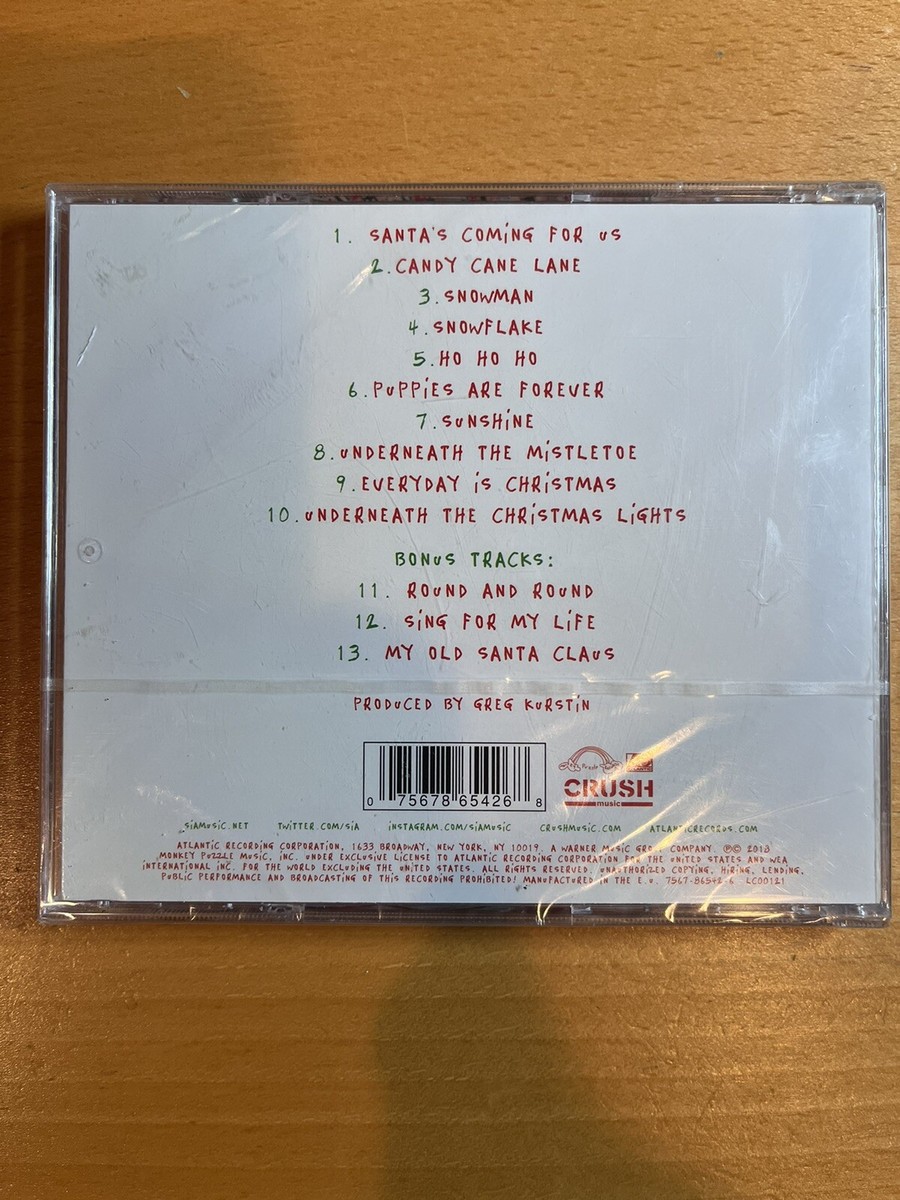 1. SANTA'S COMING FOR US
2. CANDY CANE LANE
3. SNOWMAN
4. SNOWFLAKE
5. HO HO HO
6. PUPPIES ARE FOREVER
7. SUNSHINE
8. UNDERNEATH THE MISTLETOE
9. EVERYDAY IS CHRISTMAS
10. UNDERNEATH THE CHRISTMAS LIGHTS
BONUS TRACKS:
11. ROUND AND ROUND
12. SING FOR MY LIFE
13. MY OLD SANTA CLAUS
PRODUCED BY GREG KURSTIN
0 75678 65426 8
CRUSH
music
SIAMUSIC.NET TWITTER.COM/SIA INSTAGRAM.COM/SIAMUSIC CRUSHMUSIC.COM ATLANTICRECORDS.COM
ATLANTIC RECORDING CORPORATION, 1633 BROADWAY, NEW YORK, NY 10019. A WARNER MUSIC GROUP COMPANY. ℗© 2018
MONKEY PUZZLE MUSIC, INC. UNDER EXCLUSIVE LICENSE TO ATLANTIC RECORDING CORPORATION FOR THE UNITED STATES AND WEA
INTERNATIONAL INC. FOR THE WORLD EXCLUDING THE UNITED STATES. ALL RIGHTS RESERVED. UNAUTHORIZED COPYING, HIRING, LENDING,
PUBLIC PERFORMANCE AND BROADCASTING OF THIS RECORDING PROHIBITED! MANUFACTURED IN THE E.U. LC00121